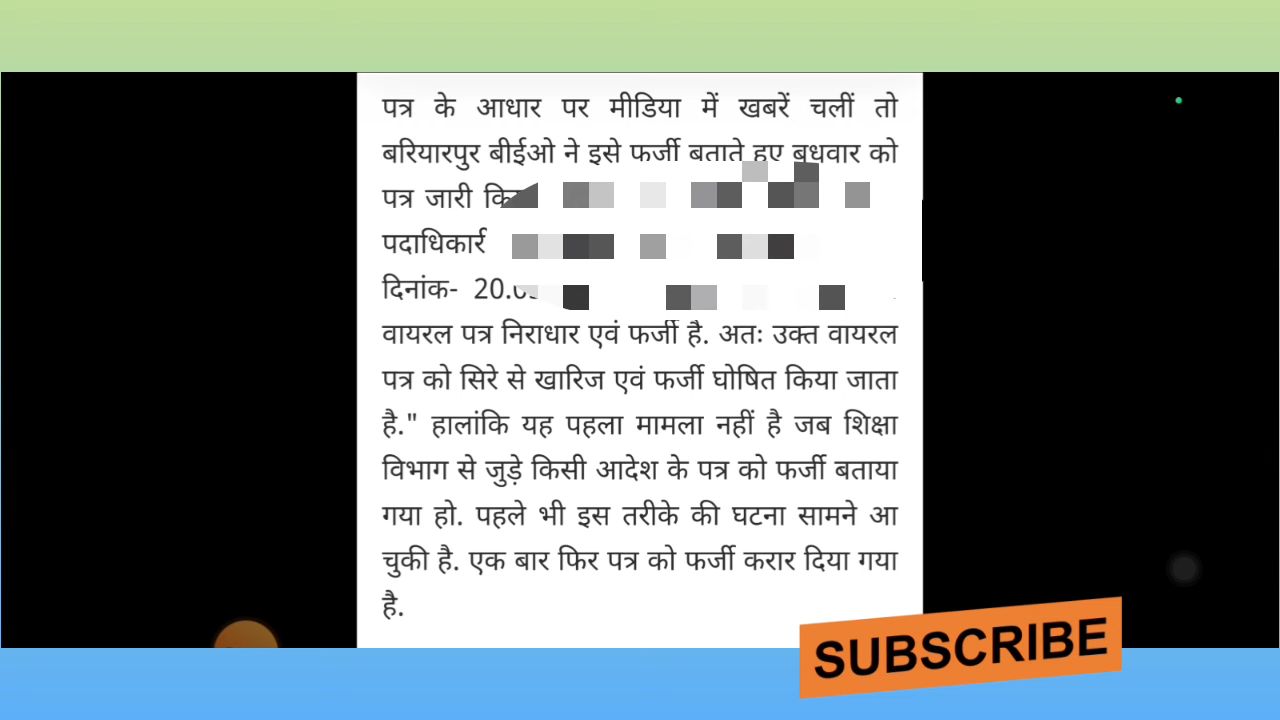 पत्र के आधार पर मीडिया में खबरें चलीं तो
बरियारपुर बीईओ ने इसे फर्जी बताते हुए बुधवार को
पत्र जारी
दिनांक-
वायरल पत्र निराधार एवं फर्जी है. अतः उक्त वायरल
पत्र को सिरे से खारिज एवं फर्जी घोषित किया जाता
है." हालांकि यह पहला मामला नहीं है जब शिक्षा
विभाग से जुड़े किसी आदेश के पत्र को फर्जी बताया
गया हो. पहले भी इस तरीके की घटना सामने आ
चुकी है. एक बार फिर पत्र को फर्जी करार दिया गया
है.
SUBSCRIBE